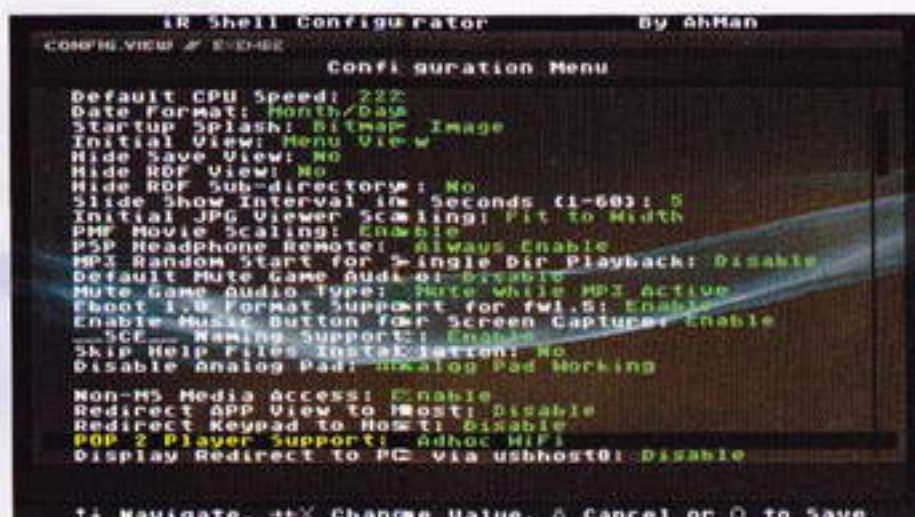 iR Shell Configurator By AhMan
CONFIG.VIEW //
Configuration Menu
Default CPU Speed: 222
Date Format: Month/Day
Startup Splash: Bitmap Image
Initial View: Menu View
Hide Save View: No
Hide RDF View: No
Hide RDF Sub-directory: No
Slide Show Interval in Seconds (1-60): 5
Initial JPG Viewer Scaling: Fit to Width
PMF Movie Scaling: Enable
PSP Headphone Remote: Always Enable
MP3 Random Start for Single Dir Playback: Disable
Default Mute Game Audio: Disable
Mute Game Audio Type: Mute while MP3 Active
Eboot 1.0 Format Support for fw1.5: Enable
Enable Music Button for Screen Capture: Enable
__SCE__ Naming Support: Enable
Skip Help Files Installation: No
Disable Analog Pad: Analog Pad Working
Non-MS Media Access: Enable
Redirect APP View to Host: Disable
Redirect Keypad to Host: Disable
POP 2 Player Support: Adhoc WiFi
Display Redirect to PC via usbhost0: Disable
↑↓ Navigate, →←X Change Value, △ Cancel or O to Save